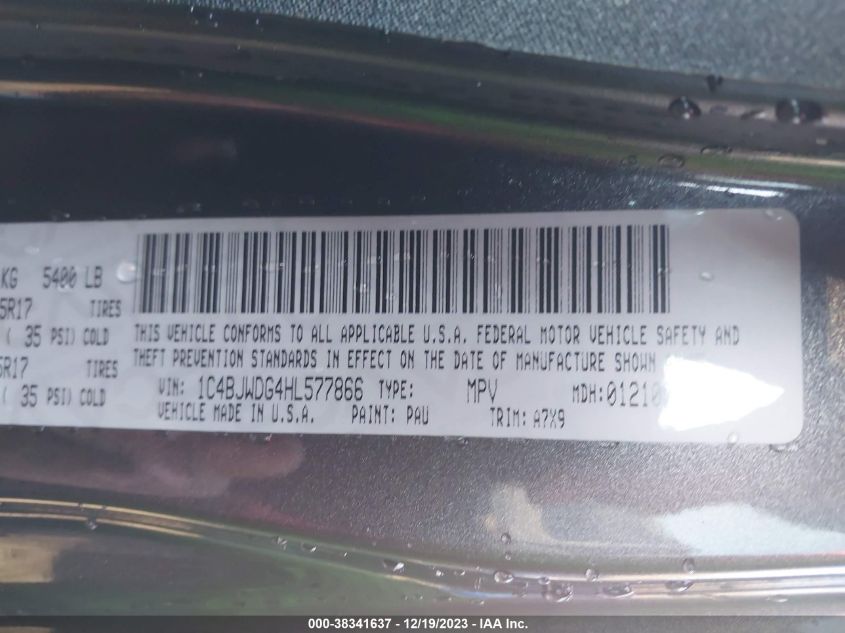 KG 5400 LB
5R17 TIRES
( 35 PSI) COLD
5R17 TIRES
( 35 PSI) COLD
THIS VEHICLE CONFORMS TO ALL APPLICABLE U.S.A. FEDERAL MOTOR VEHICLE SAFETY AND
THEFT PREVENTION STANDARDS IN EFFECT ON THE DATE OF MANUFACTURE SHOWN
VIN: 1C4BJWDG4HL577866 TYPE: MPV MDH:01210
VEHICLE MADE IN U.S.A. PAINT: PAU TRIM: A7X9
000-38341637 - 12/19/2023 - IAA Inc.